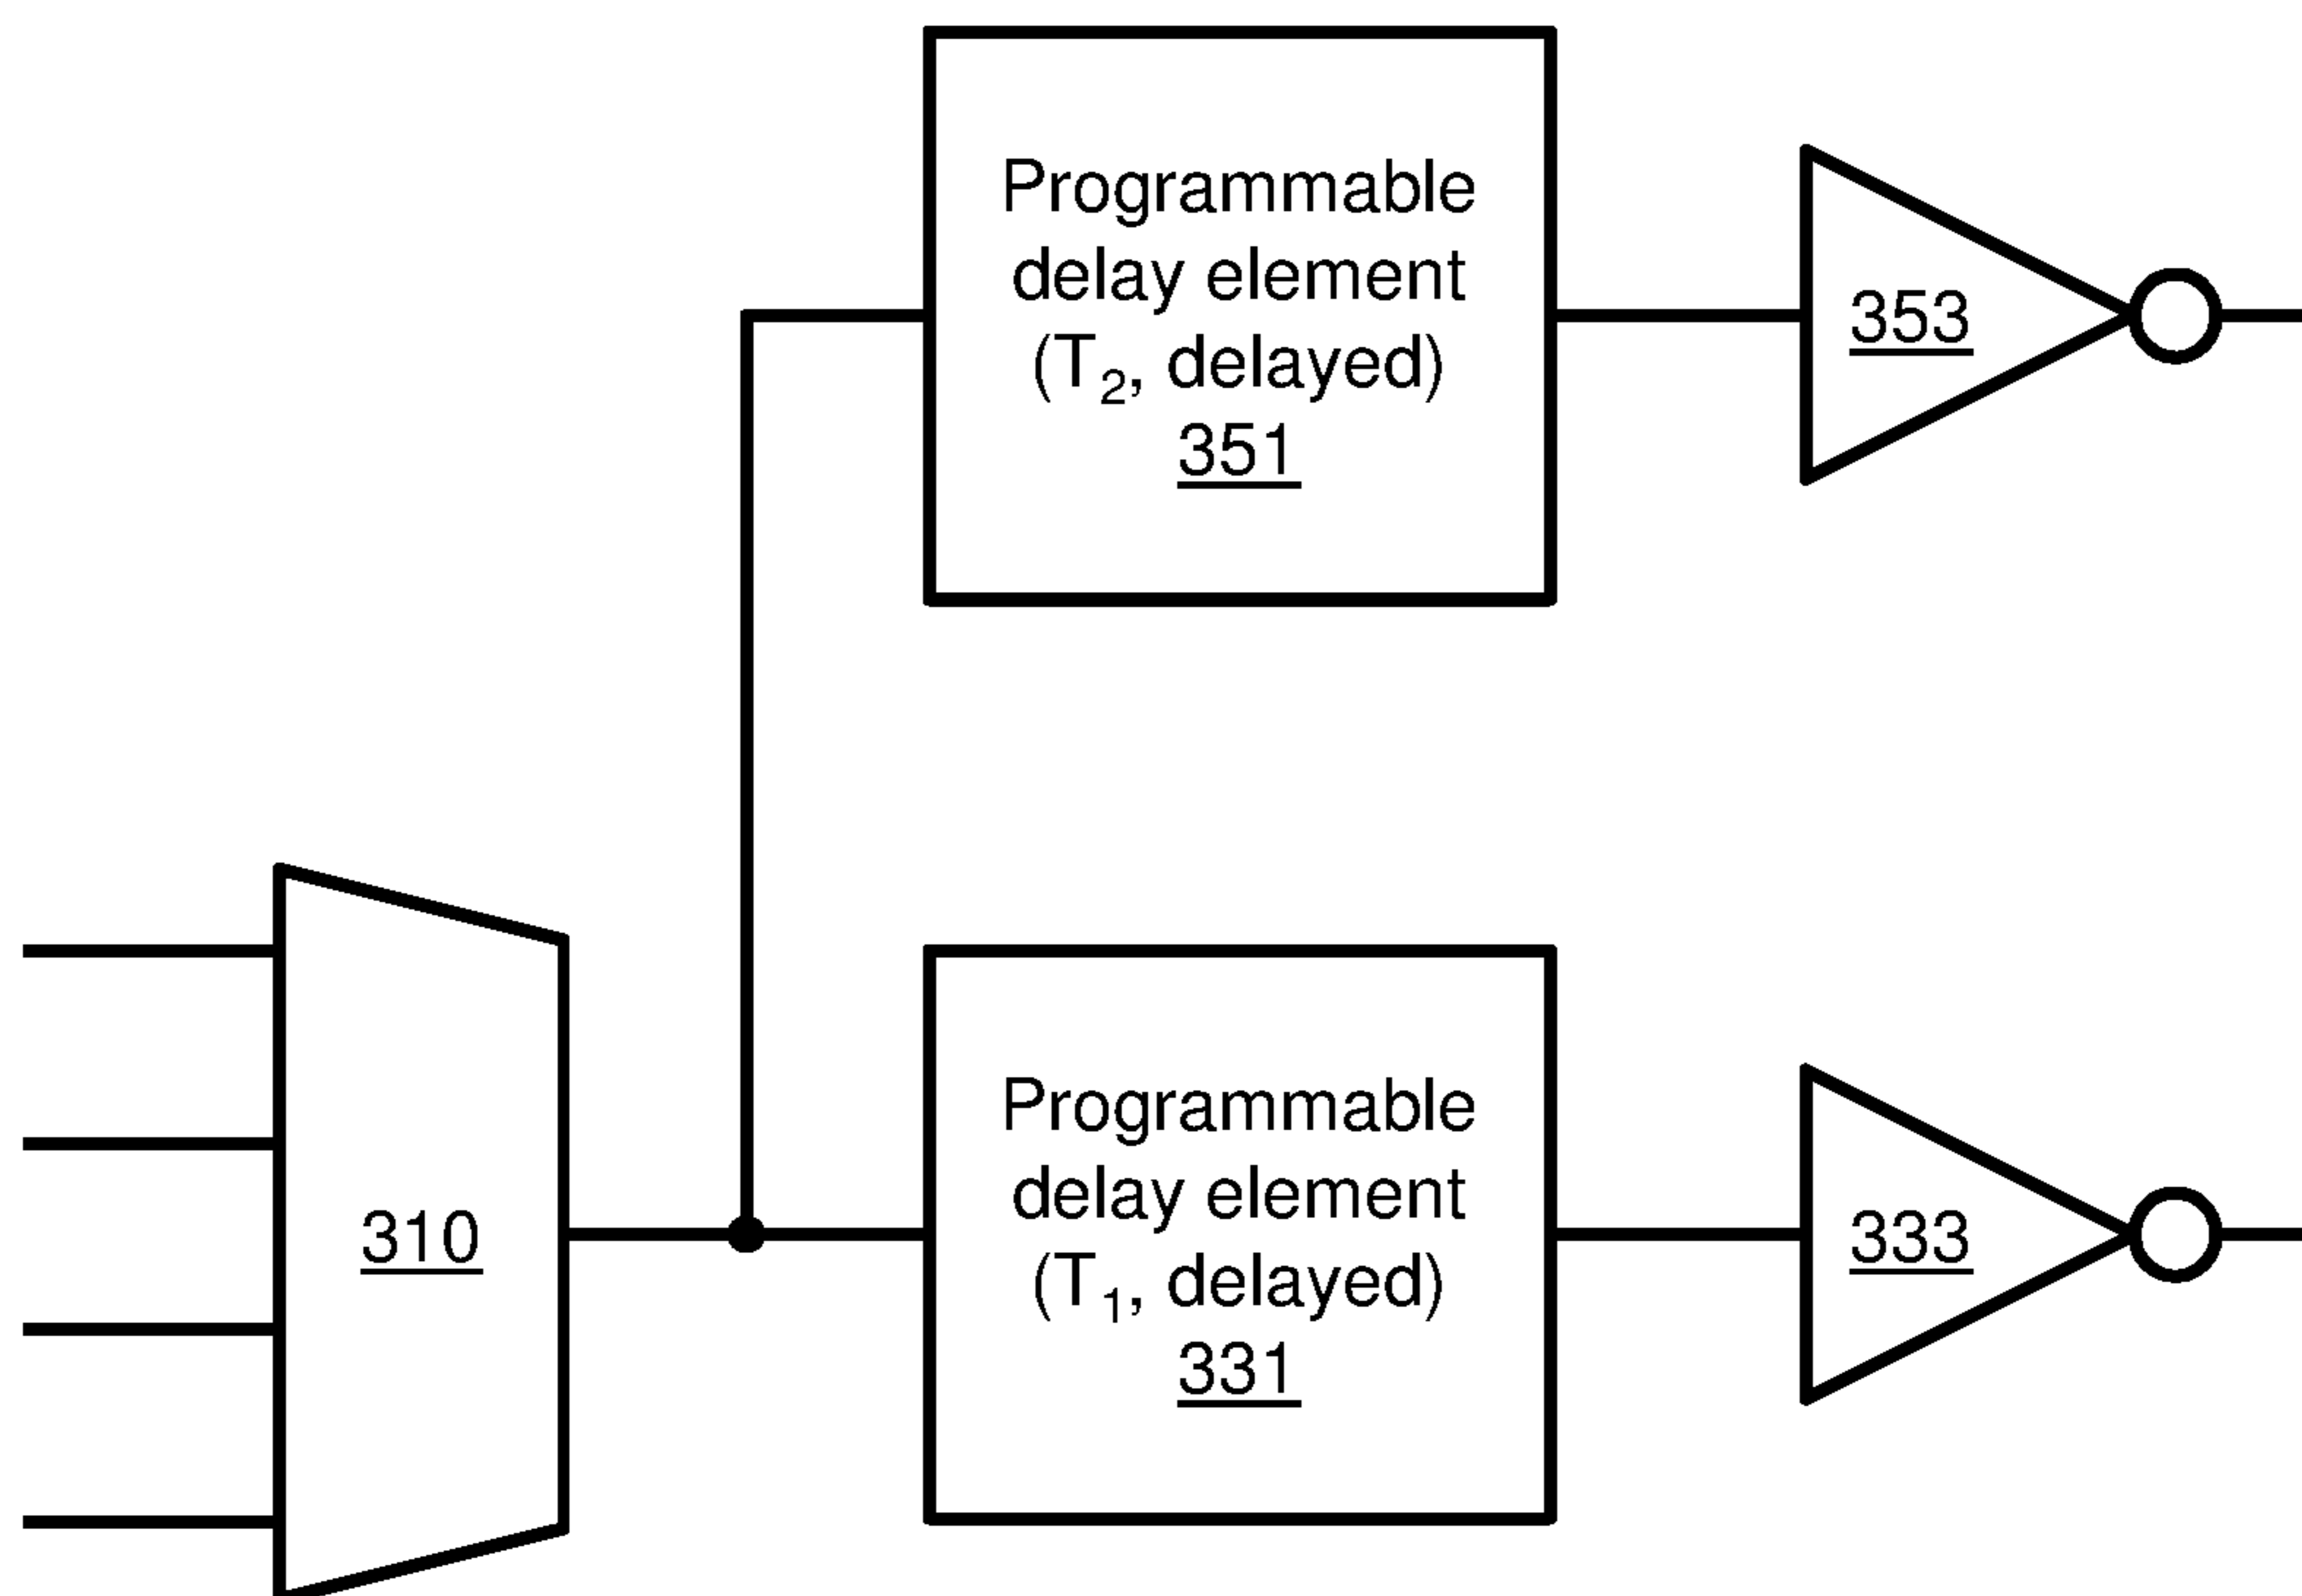 Programmable
delay element
(T₂, delayed)
351
353
310
Programmable
delay element
(T₁, delayed)
331
333